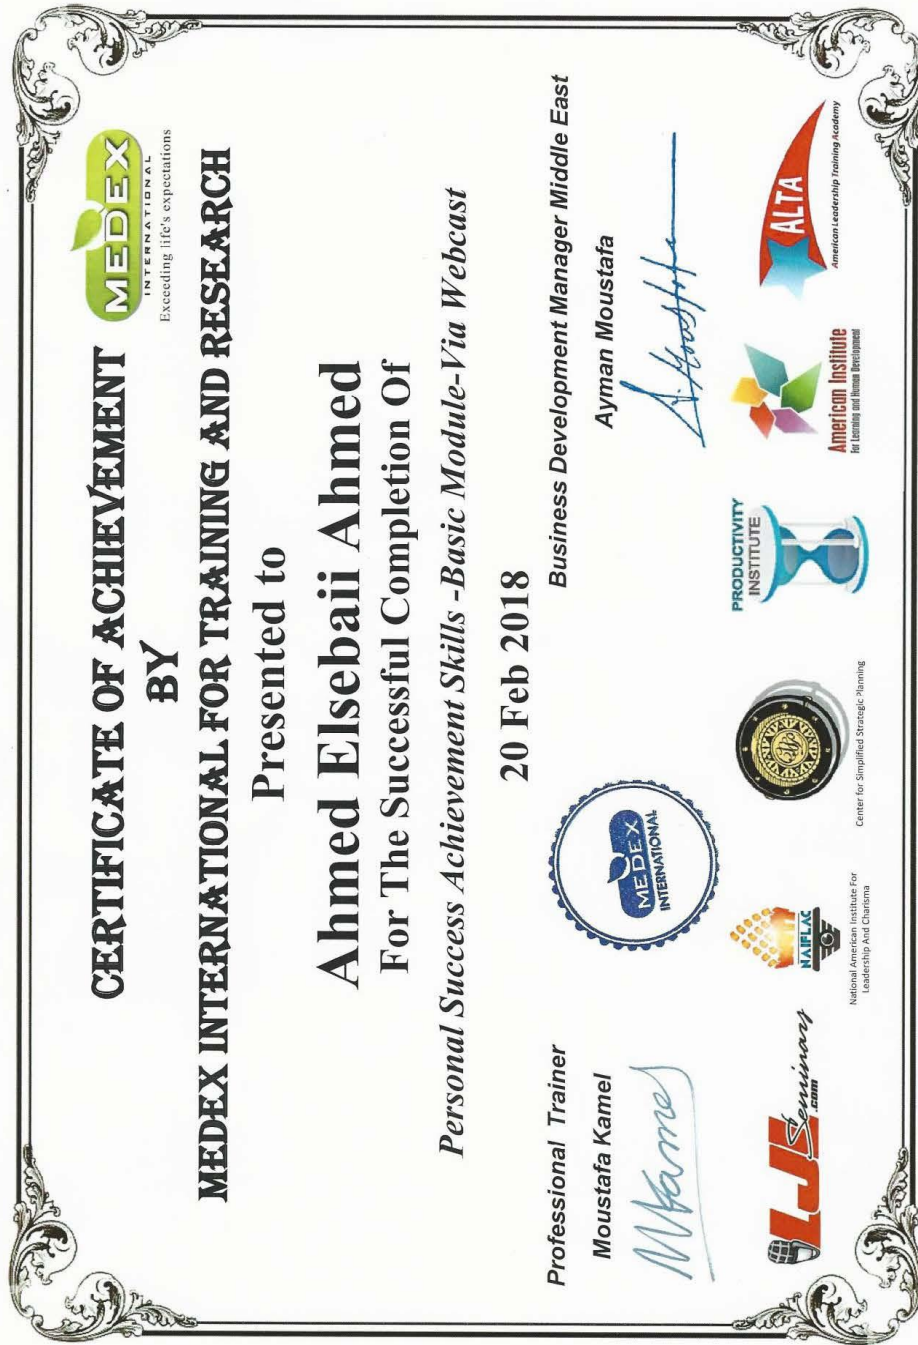 CERTIFICATE OF ACHIEVEMENT
MEDEX
INTERNATIONAL
Exceeding life's expectations
BY
MEDEX INTERNATIONAL FOR TRAINING AND RESEARCH
Presented to
Ahmed Elsebaii Ahmed
For The Successful Completion Of
Personal Success Achievement Skills -Basic Module-Via Webcast
20 Feb 2018
Professional Trainer
Moustafa Kamel
MKamel
MEDEX
INTERNATIONAL
Business Development Manager Middle East
Ayman Moustafa
A. Moustafa
LJL Seminars
.com
NAIFLAC
National American Institute For
Leadership And Charisma
Center for Simplified Strategic Planning
PRODUCTIVITY
INSTITUTE
American Institute
for Learning and Human Development
ALTA
American Leadership Training Academy